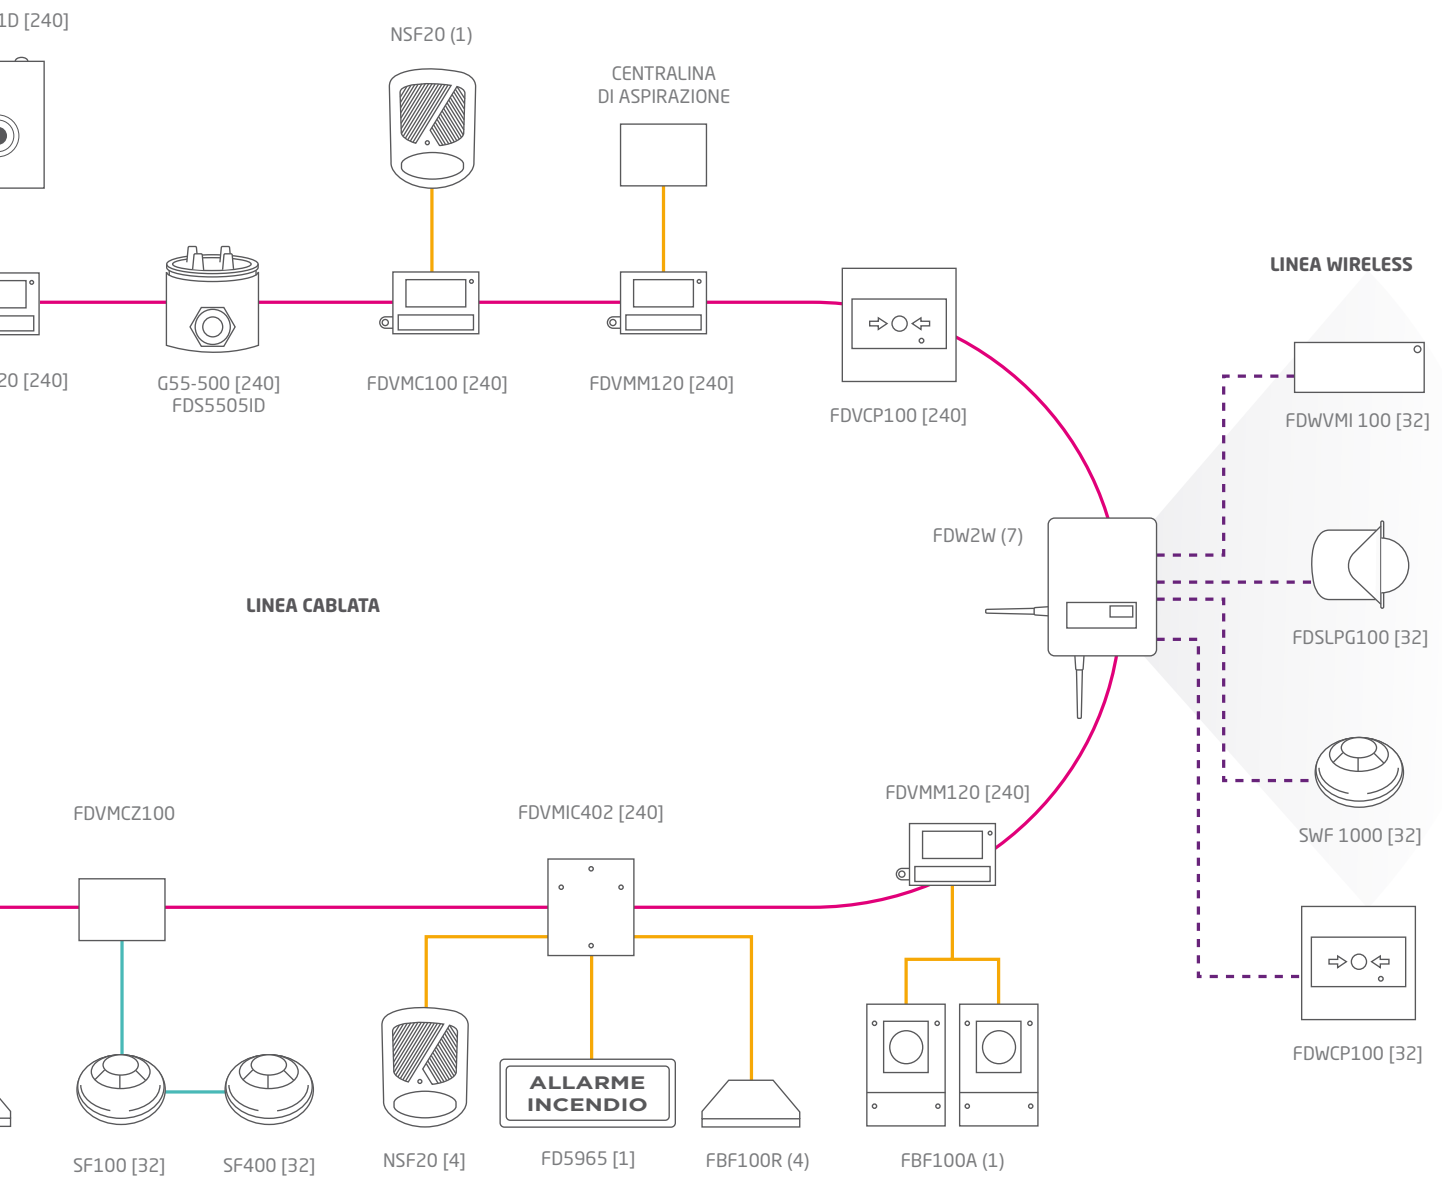 1D [240]
NSF20 (1)
CENTRALINA
DI ASPIRAZIONE
LINEA WIRELESS
20 [240]
G55-500 [240]
FDS5505ID
FDVMC100 [240]
FDVMM120 [240]
FDVCP100 [240]
FDWVMI 100 [32]
FDW2W (7)
LINEA CABLATA
FDSLPG100 [32]
FDVMCZ100
FDVMIC402 [240]
FDVMM120 [240]
SWF 1000 [32]
FDWCP100 [32]
ALLARME
INCENDIO
SF100 [32]
SF400 [32]
NSF20 [4]
FD5965 [1]
FBF100R (4)
FBF100A (1)